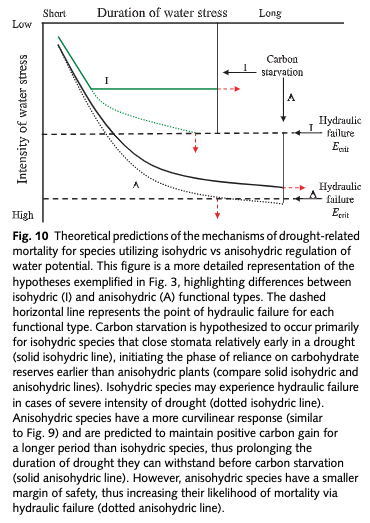 Short Duration of water stress Long
Low
Intensity of water stress
High
I
I
Carbon
starvation
A
I
Hydraulic
failure
Ecrit
A
Hydraulic
failure
A
Ecrit
Fig. 10 Theoretical predictions of the mechanisms of drought-related
mortality for species utilizing isohydric vs anisohydric regulation of
water potential. This figure is a more detailed representation of the
hypotheses exemplified in Fig. 3, highlighting differences between
isohydric (I) and anisohydric (A) functional types. The dashed
horizontal line represents the point of hydraulic failure for each
functional type. Carbon starvation is hypothesized to occur primarily
for isohydric species that close stomata relatively early in a drought
(solid isohydric line), initiating the phase of reliance on carbohydrate
reserves earlier than anisohydric plants (compare solid isohydric and
anisohydric lines). Isohydric species may experience hydraulic failure
in cases of severe intensity of drought (dotted isohydric line).
Anisohydric species have a more curvilinear response (similar
to Fig. 9) and are predicted to maintain positive carbon gain for
a longer period than isohydric species, thus prolonging the
duration of drought they can withstand before carbon starvation
(solid anisohydric line). However, anisohydric species have a smaller
margin of safety, thus increasing their likelihood of mortality via
hydraulic failure (dotted anisohydric line).